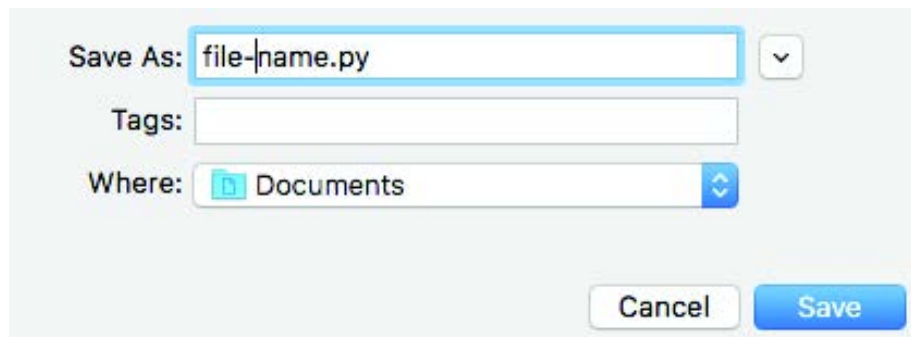 Save As: file-name.py
Tags:
Where: Documents
Cancel Save